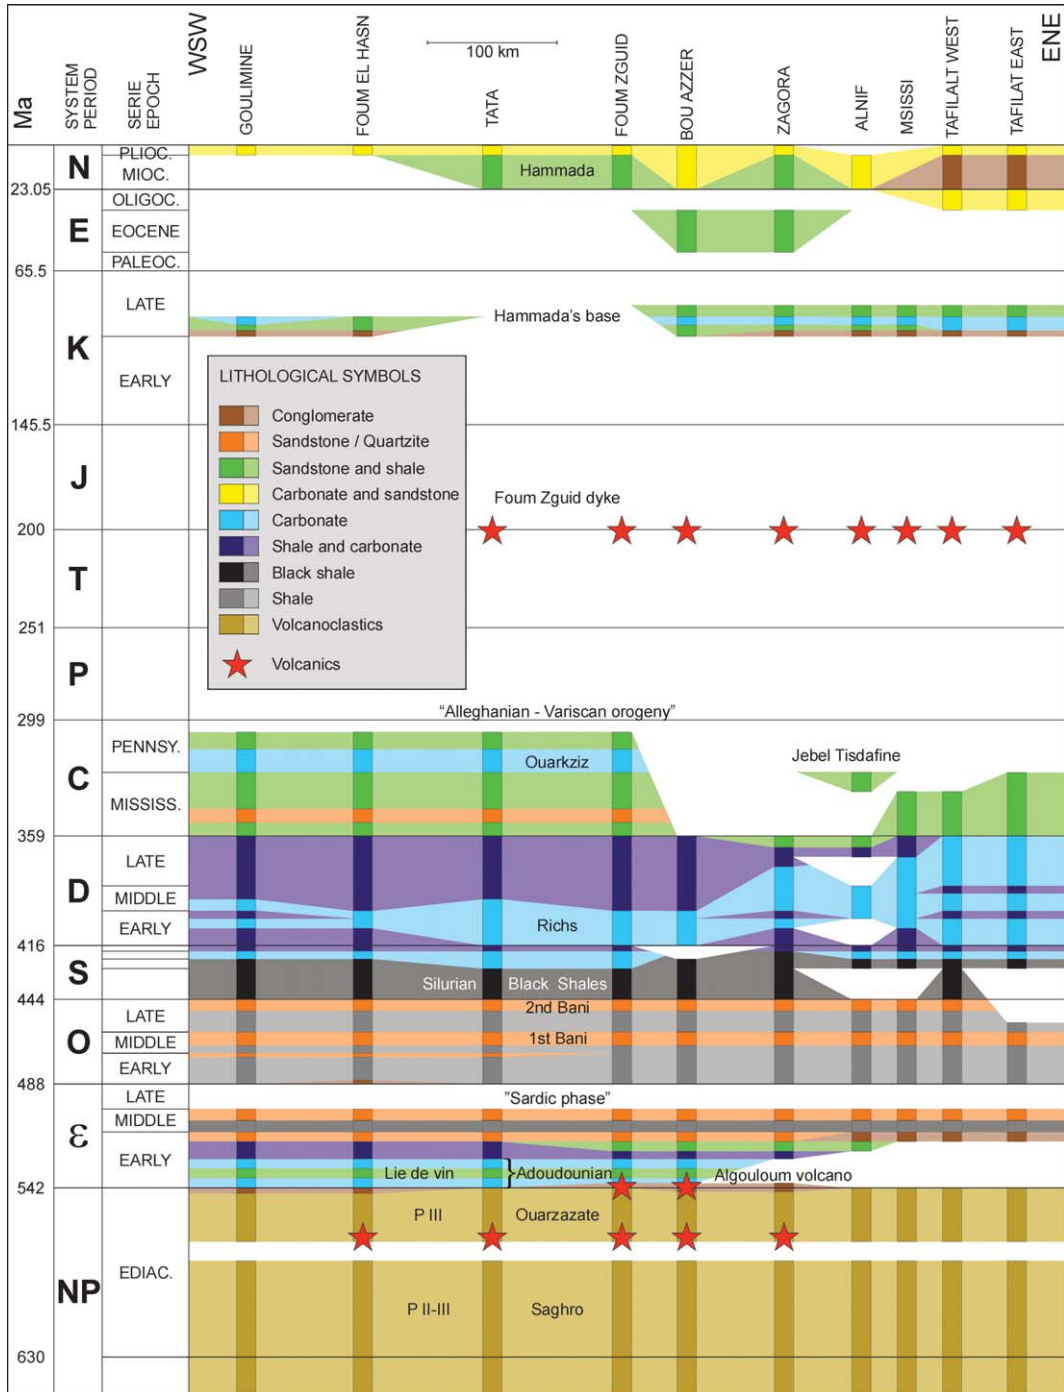 WSW
ENE
100 km
Ma
SYSTEM
PERIOD
SERIE
EPOCH
GOULIMINE
FOUM EL HASN
TATA
FOUM ZGUID
BOU AZZER
ZAGORA
ALNIF
MSISSI
TAFILALT WEST
TAFILAT EAST
N
PLIOC.
MIOC.
Hammada
23.05
OLIGOC.
E
EOCENE
PALEOC.
65.5
LATE
Hammada's base
K
EARLY
145.5
J
Foum Zguid dyke
200
T
251
P
LITHOLOGICAL SYMBOLS
Conglomerate
Sandstone / Quartzite
Sandstone and shale
Carbonate and sandstone
Carbonate
Shale and carbonate
Black shale
Shale
Volcanoclastics
Volcanics
"Alleghanian - Variscan orogeny"
299
PENNSY.
Ouarkziz
Jebel Tisdafine
C
MISSISS.
359
LATE
D
MIDDLE
EARLY
Richs
416
S
Silurian Black Shales
444
2nd Bani
LATE
O
MIDDLE
1st Bani
EARLY
488
LATE
"Sardic phase"
Ɛ
MIDDLE
EARLY
Lie de vin } Adoudounian
Algouloum volcano
542
P III Ouarzazate
EDIAC.
NP
P II-III Saghro
630